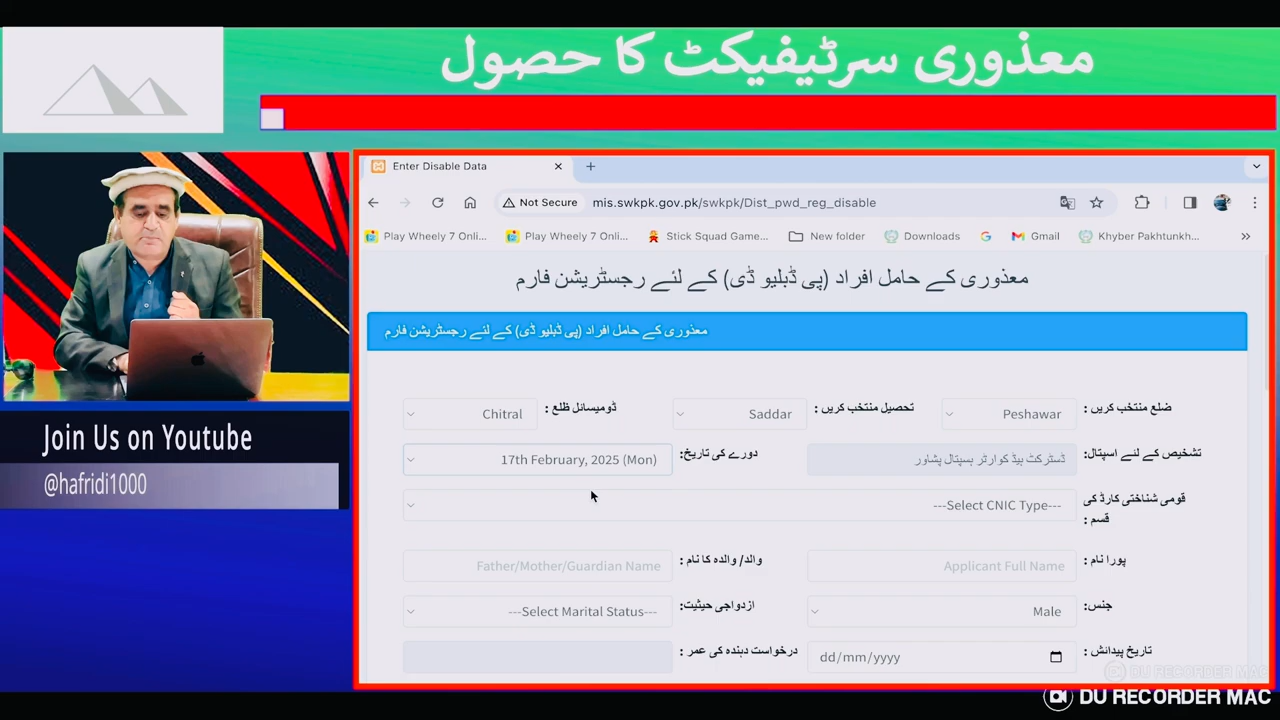 معذوری سرٹیفیکٹ کا حصول
Enter Disable Data
Not Secure
mis.swkpk.gov.pk/swkpk/Dist_pwd_reg_disable
Play Wheely 7 Onli...
Play Wheely 7 Onli...
Stick Squad Game...
New folder
Downloads
Gmail
Khyber Pakhtunkh...
معذوری کے حامل افراد (پی ڈبلیو ڈی) کے لئے رجسٹریشن فارم
معذوری کے حامل افراد (پی ڈبلیو ڈی) کے لئے رجسٹریشن فارم
ضلع منتخب کریں :
Peshawar
تحصیل منتخب کریں :
Saddar
ڈومیسائل ظلع :
Chitral
تشخیص کے لئے اسپتال:
ڈسٹرکٹ ہیڈ کوارٹر ہسپتال پشاور
دورے کی تاریخ:
17th February, 2025 (Mon)
قومی شناختی کارڈ کی
قسم :
---Select CNIC Type---
پورا نام :
Applicant Full Name
والد/ والدہ کا نام :
Father/Mother/Guardian Name
جنس:
Male
ازدواجی حیثیت:
---Select Marital Status---
تاریخ پیدائش :
dd/mm/yyyy
درخواست دہندہ کی عمر :
Join Us on Youtube
@hafridi1000
DU RECORDER MAC
DU RECORDER MAC